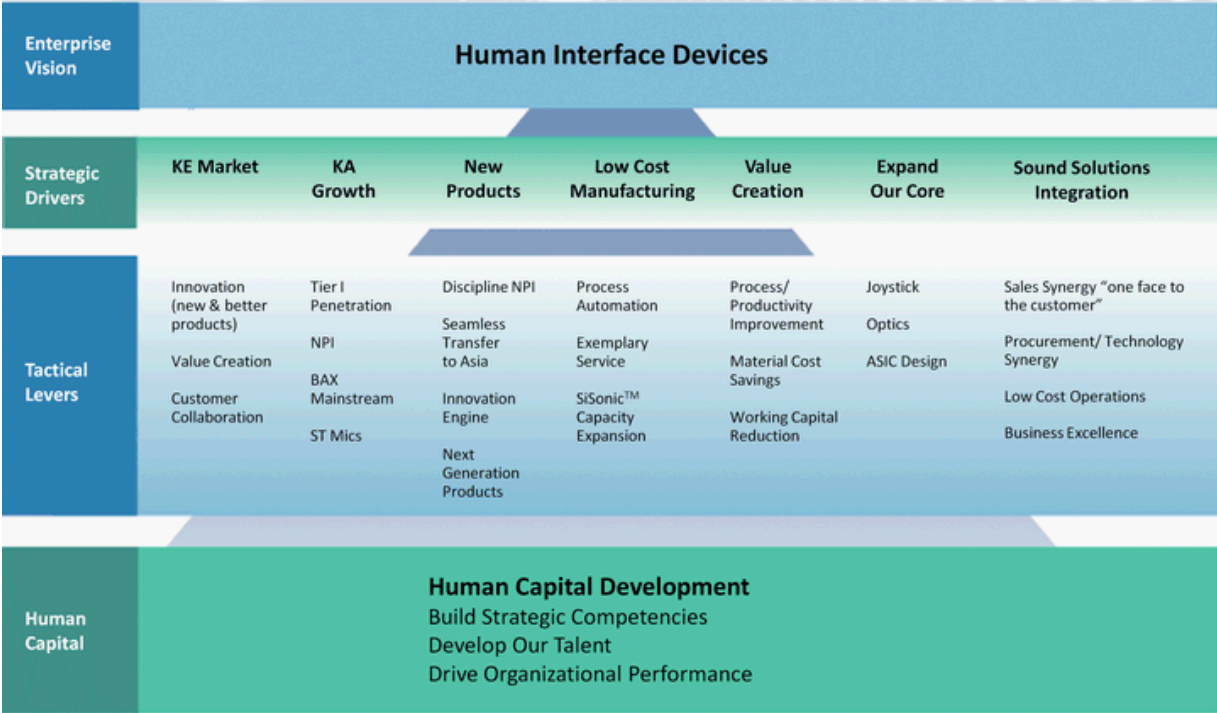 Enterprise
Vision
Human Interface Devices
Strategic
Drivers
KE Market
KA
Growth
New
Products
Low Cost
Manufacturing
Value
Creation
Expand
Our Core
Sound Solutions
Integration
Tactical
Levers
Innovation
(new & better
products)
Value Creation
Customer
Collaboration
Tier I
Penetration
NPI
BAX
Mainstream
ST Mics
Discipline NPI
Seamless
Transfer
to Asia
Innovation
Engine
Next
Generation
Products
Process
Automation
Exemplary
Service
SiSonic™
Capacity
Expansion
Process/
Productivity
Improvement
Material Cost
Savings
Working Capital
Reduction
Joystick
Optics
ASIC Design
Sales Synergy “one face to
the customer”
Procurement/ Technology
Synergy
Low Cost Operations
Business Excellence
Human
Capital
Human Capital Development
Build Strategic Competencies
Develop Our Talent
Drive Organizational Performance